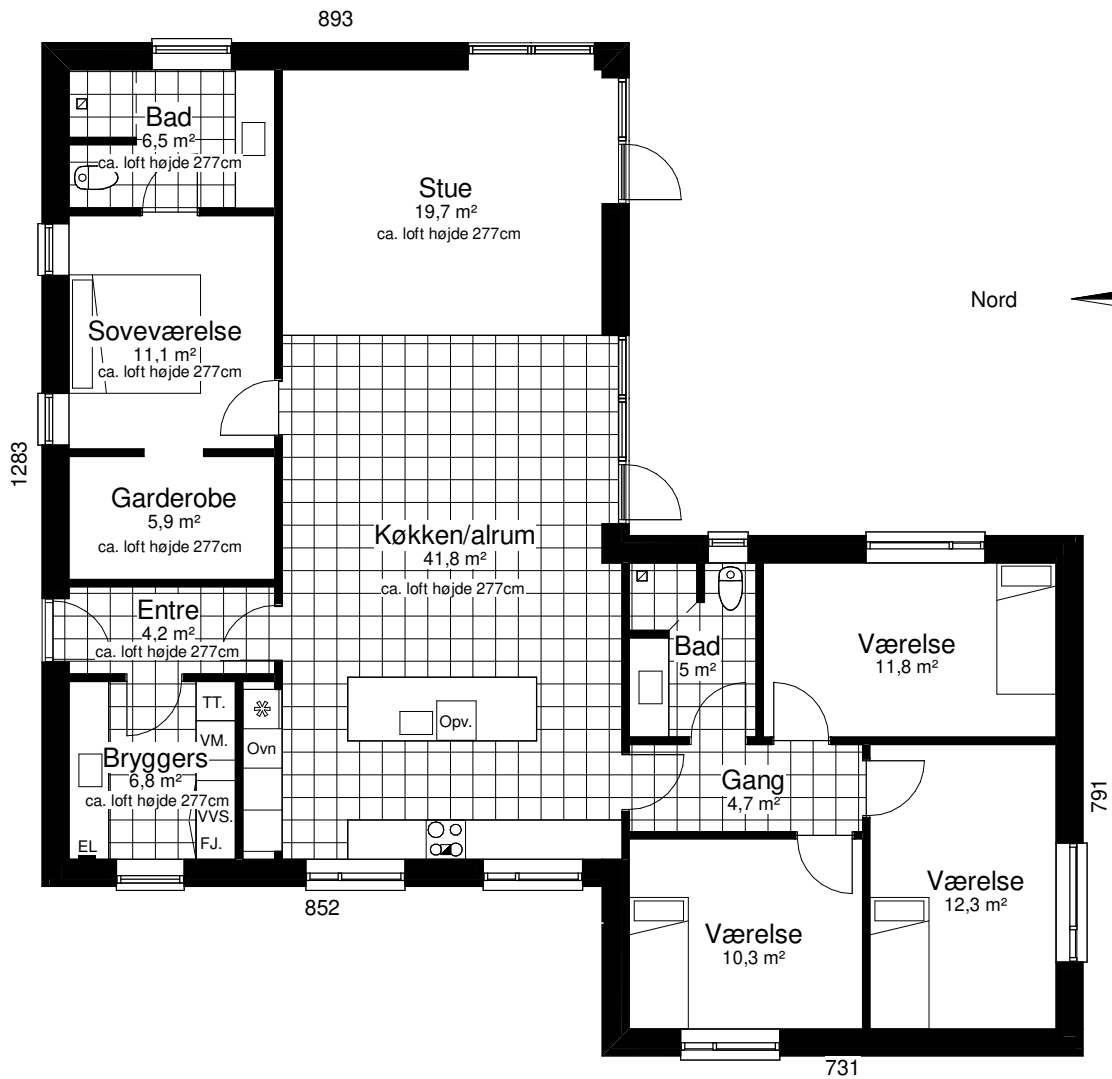 893
Bad
6,5 m²
ca. loft højde 277cm
Stue
19,7 m²
ca. loft højde 277cm
Nord
Soveværelse
11,1 m²
ca. loft højde 277cm
1283
Garderobe
5,9 m²
ca. loft højde 277cm
Køkken/alrum
41,8 m²
ca. loft højde 277cm
Entre
4,2 m²
ca. loft højde 277cm
Bad
5 m²
Værelse
11,8 m²
TT.
VM.
Ovn
Opv.
Bryggers
6,8 m²
ca. loft højde 277cm
VVS.
FJ.
EL
Gang
4,7 m²
791
852
Værelse
10,3 m²
Værelse
12,3 m²
731